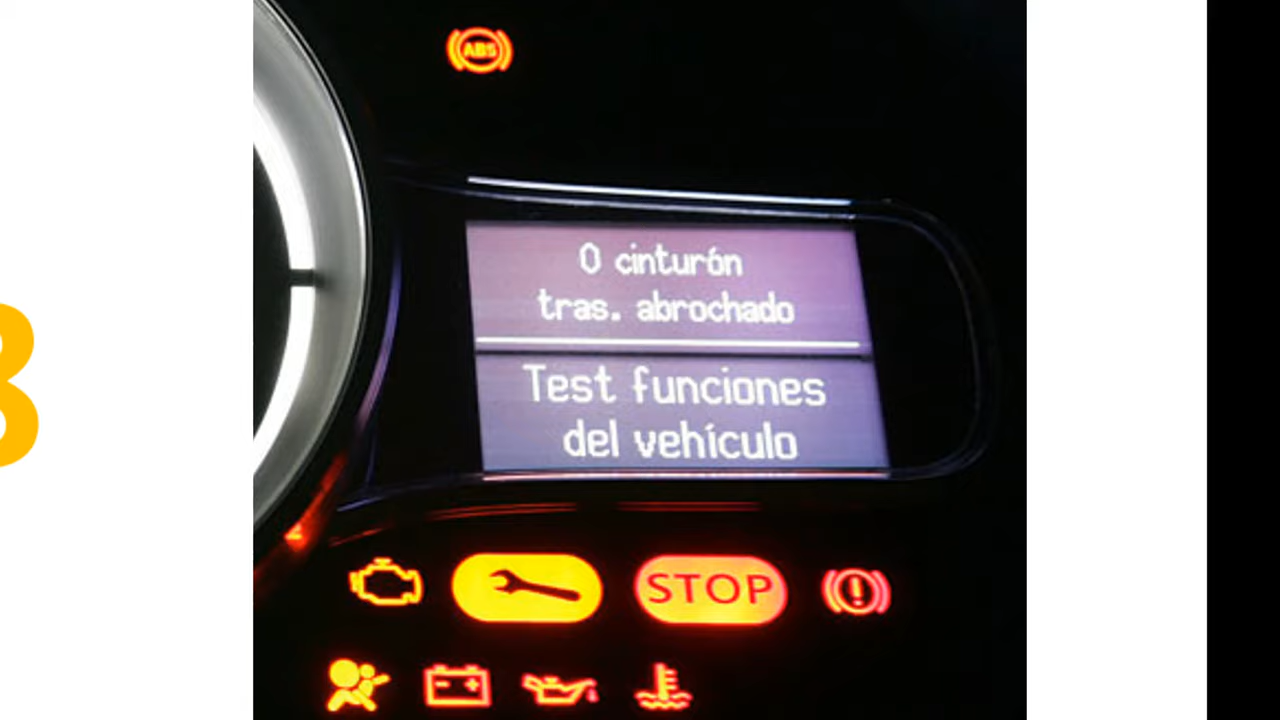 ABS
0 cinturón
tras. abrochado
Test funciones
del vehículo
STOP